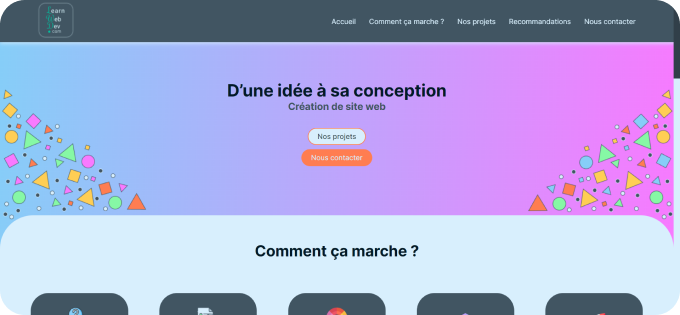 Learn
Web
Dev
.com
Accueil
Comment ça marche ?
Nos projets
Recommandations
Nous contacter
D’une idée à sa conception
Création de site web
Nos projets
Nous contacter
Comment ça marche ?